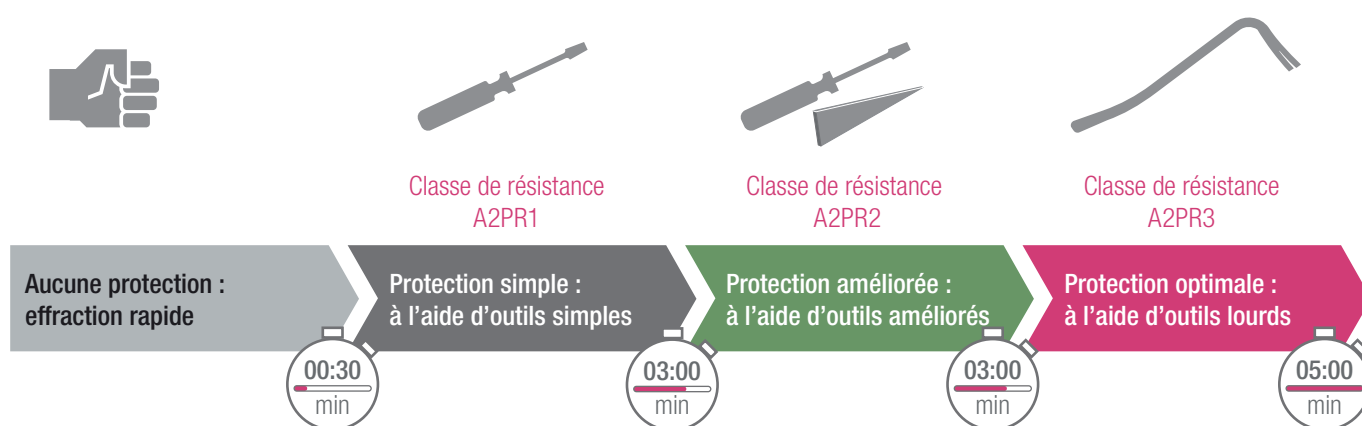 Classe de résistance
A2PR1
Classe de résistance
A2PR2
Classe de résistance
A2PR3
Aucune protection :
effraction rapide
Protection simple :
à l’aide d’outils simples
Protection améliorée :
à l’aide d’outils améliorés
Protection optimale :
à l’aide d’outils lourds
00:30
min
03:00
min
03:00
min
05:00
min